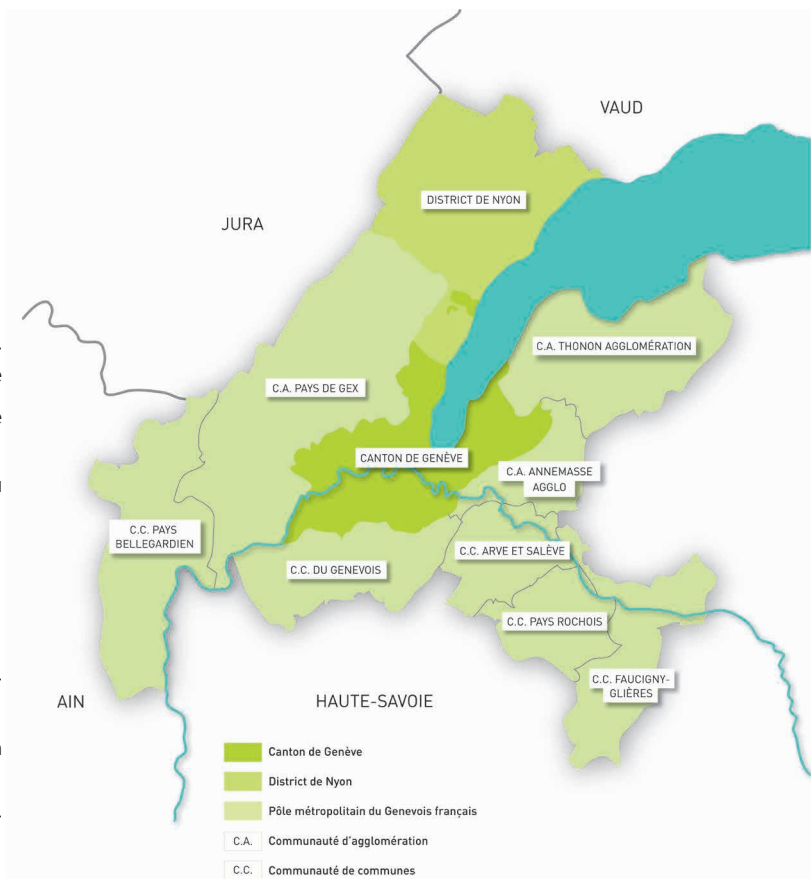 VAUD
DISTRICT DE NYON
JURA
C.A. THONON AGGLOMÉRATION
C.A. PAYS DE GEX
CANTON DE GENÈVE
C.A. ANNEMASSE
AGGLO
C.C. PAYS
BELLEGARDIEN
C.C. ARVE ET SALÈVE
C.C. DU GENEVOIS
C.C. PAYS ROCHOIS
C.C. FAUCIGNY-
GLIÈRES
AIN
HAUTE-SAVOIE
Canton de Genève
District de Nyon
Pôle métropolitain du Genevois français
C.A. Communauté d'agglomération
C.C. Communauté de communes